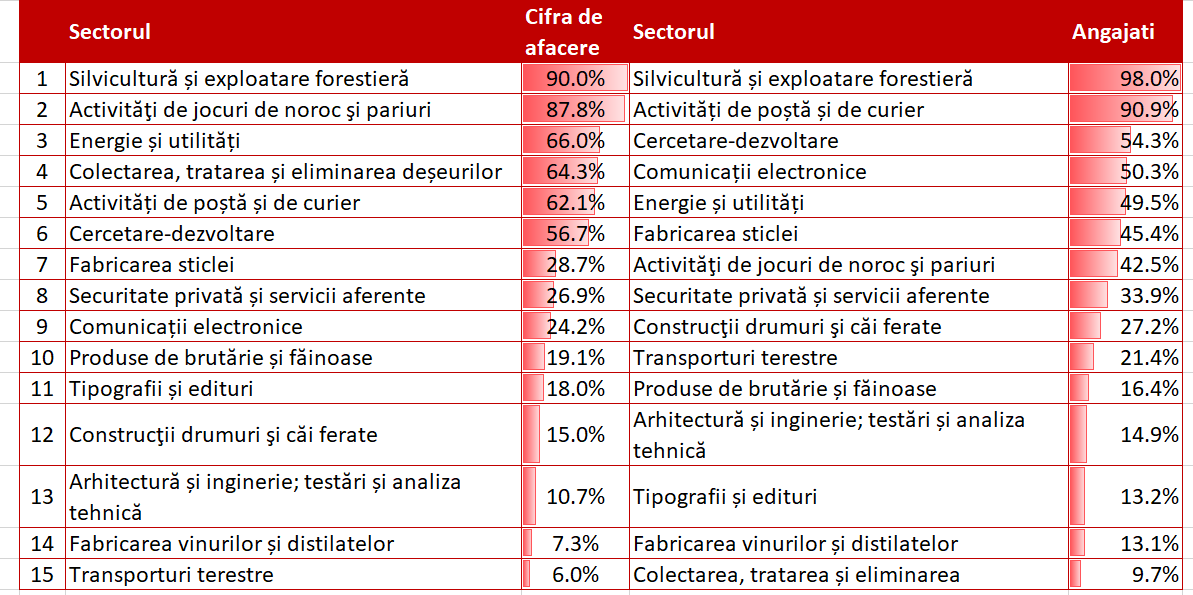 Sectorul Cifra de afacere Sectorul Angajati
1 Silvicultură și exploatare forestieră 90.0% Silvicultură și exploatare forestieră 98.0%
2 Activităţi de jocuri de noroc şi pariuri 87.8% Activități de poștă și de curier 90.9%
3 Energie și utilități 66.0% Cercetare-dezvoltare 54.3%
4 Colectarea, tratarea și eliminarea deșeurilor 64.3% Comunicații electronice 50.3%
5 Activități de poștă și de curier 62.1% Energie și utilități 49.5%
6 Cercetare-dezvoltare 56.7% Fabricarea sticlei 45.4%
7 Fabricarea sticlei 28.7% Activităţi de jocuri de noroc şi pariuri 42.5%
8 Securitate privată și servicii aferente 26.9% Securitate privată și servicii aferente 33.9%
9 Comunicații electronice 24.2% Construcţii drumuri şi căi ferate 27.2%
10 Produse de brutărie și făinoase 19.1% Transporturi terestre 21.4%
11 Tipografii și edituri 18.0% Produse de brutărie și făinoase 16.4%
12 Construcţii drumuri şi căi ferate 15.0% Arhitectură și inginerie; testări și analiza tehnică 14.9%
13 Arhitectură și inginerie; testări și analiza tehnică 10.7% Tipografii și edituri 13.2%
14 Fabricarea vinurilor și distilatelor 7.3% Fabricarea vinurilor și distilatelor 13.1%
15 Transporturi terestre 6.0% Colectarea, tratarea și eliminarea 9.7%